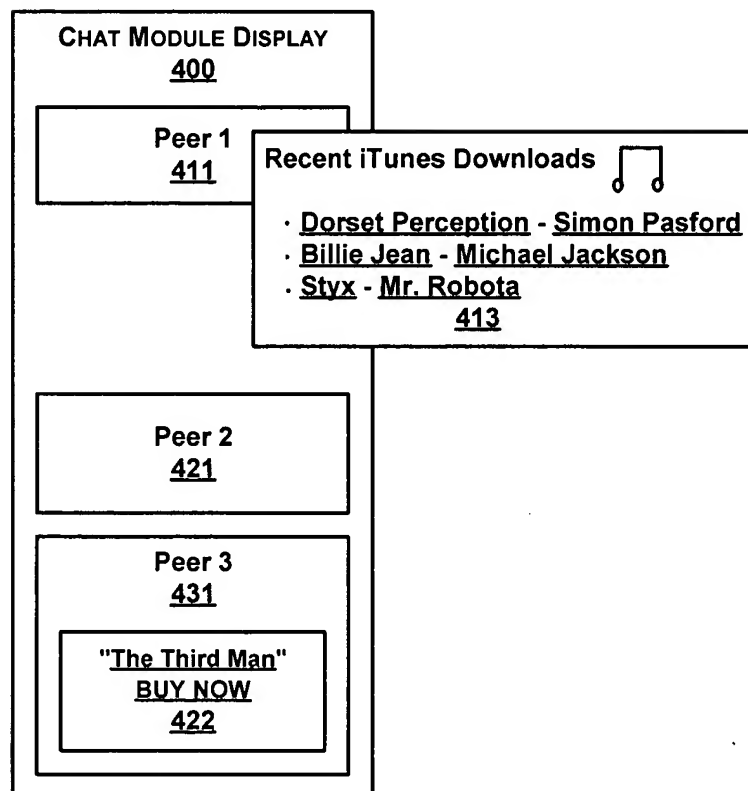 CHAT MODULE DISPLAY
400
Peer 1
411
Recent iTunes Downloads
· Dorset Perception - Simon Pasford
· Billie Jean - Michael Jackson
· Styx - Mr. Robota
413
Peer 2
421
Peer 3
431
"The Third Man"
BUY NOW
422